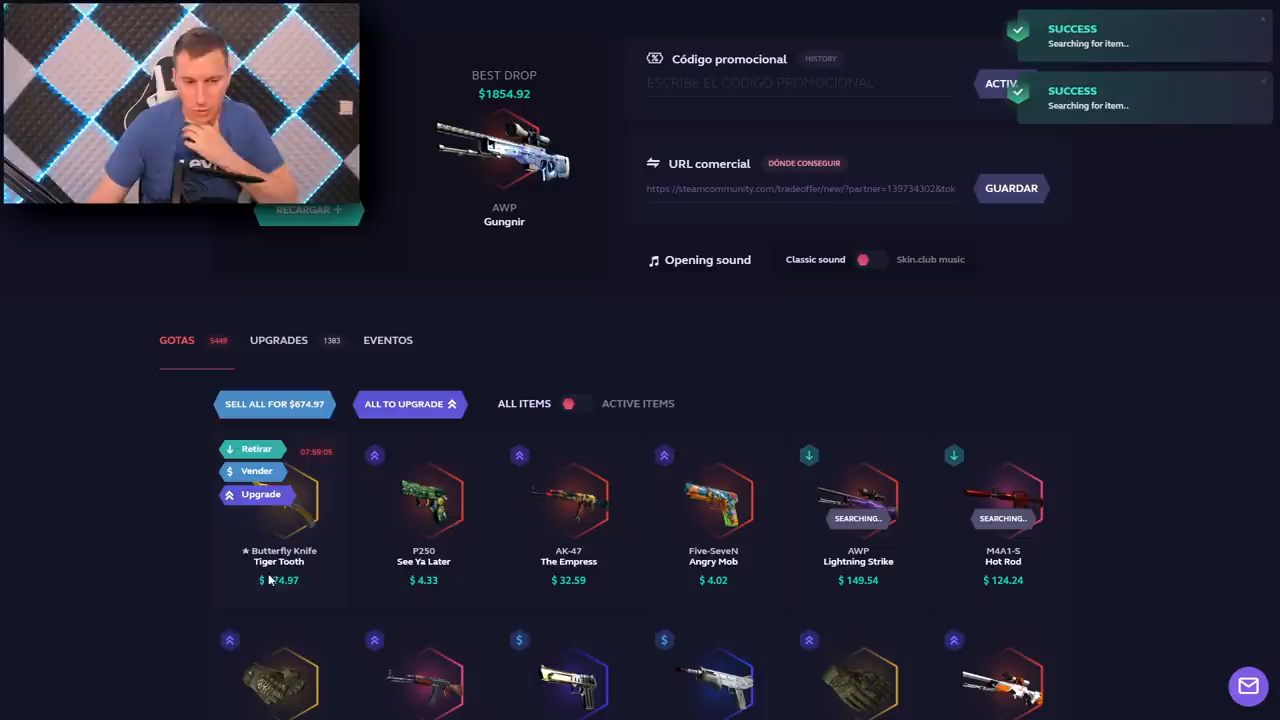 SUCCESS
Searching for item..
SUCCESS
Searching for item..
BEST DROP
$1854.92
AWP
Gungnir
RECARGAR +
Código promocional
HISTORY
ESCRIBE EL CÓDIGO PROMOCIONAL
ACTIV
URL comercial
DÓNDE CONSEGUIR
https://steamcommunity.com/tradeoffer/new/?partner=139734302&tok
GUARDAR
Opening sound
Classic sound
Skin.club music
GOTAS 5449
UPGRADES 1383
EVENTOS
SELL ALL FOR $674.97
ALL TO UPGRADE
ALL ITEMS
ACTIVE ITEMS
Retirar
07:59:05
$ Vender
Upgrade
★ Butterfly Knife
Tiger Tooth
74.97
P250
See Ya Later
$ 4.33
AK-47
The Empress
$ 32.59
Five-SeveN
Angry Mob
$ 4.02
SEARCHING..
AWP
Lightning Strike
$ 149.54
SEARCHING..
M4A1-S
Hot Rod
$ 124.24
$
$